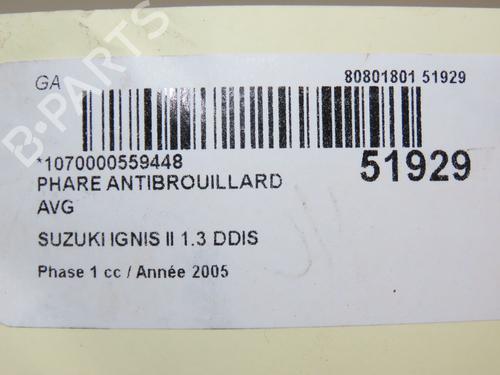 GA
80801801 51929
*1070000559448
51929
PHARE ANTIBROUILLARD
AVG
SUZUKI IGNIS II 1.3 DDIS
Phase 1 cc / Année 2005
B-PARTS